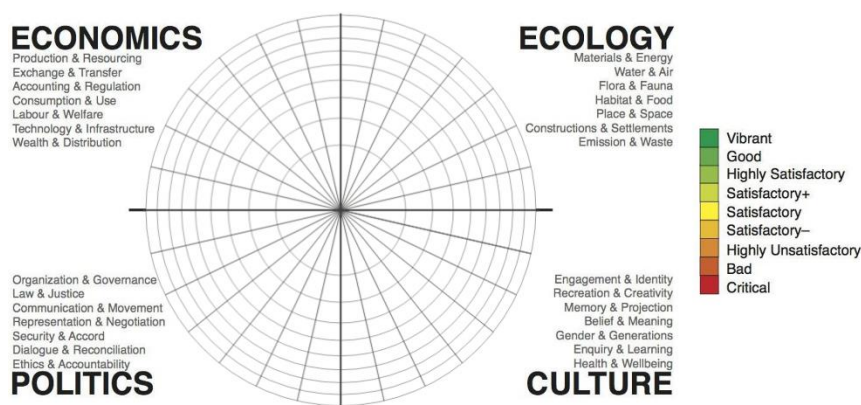 ECONOMICS
Production & Resourcing
Exchange & Transfer
Accounting & Regulation
Consumption & Use
Labour & Welfare
Technology & Infrastructure
Wealth & Distribution
ECOLOGY
Materials & Energy
Water & Air
Flora & Fauna
Habitat & Food
Place & Space
Constructions & Settlements
Emission & Waste
Vibrant
Good
Highly Satisfactory
Satisfactory+
Satisfactory
Satisfactory–
Highly Unsatisfactory
Bad
Critical
Organization & Governance
Law & Justice
Communication & Movement
Representation & Negotiation
Security & Accord
Dialogue & Reconciliation
Ethics & Accountability
POLITICS
Engagement & Identity
Recreation & Creativity
Memory & Projection
Belief & Meaning
Gender & Generations
Enquiry & Learning
Health & Wellbeing
CULTURE